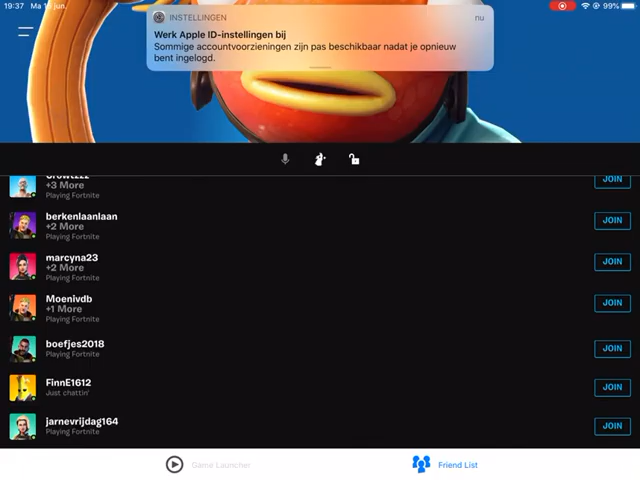 19:37 Ma 15 jun. 99%
INSTELLINGEN nu
Werk Apple ID-instellingen bij
Sommige accountvoorzieningen zijn pas beschikbaar nadat je opnieuw
bent ingelogd.
+3 More
Playing Fortnite
JOIN
berkenlaanlaan
+2 More
Playing Fortnite
JOIN
marcyna23
+2 More
Playing Fortnite
JOIN
Moenivdb
+1 More
Playing Fortnite
JOIN
boefjes2018
Playing Fortnite
JOIN
FinnE1612
Just chattin'
JOIN
jarnevrijdag164
Playing Fortnite
JOIN
Game Launcher Friend List